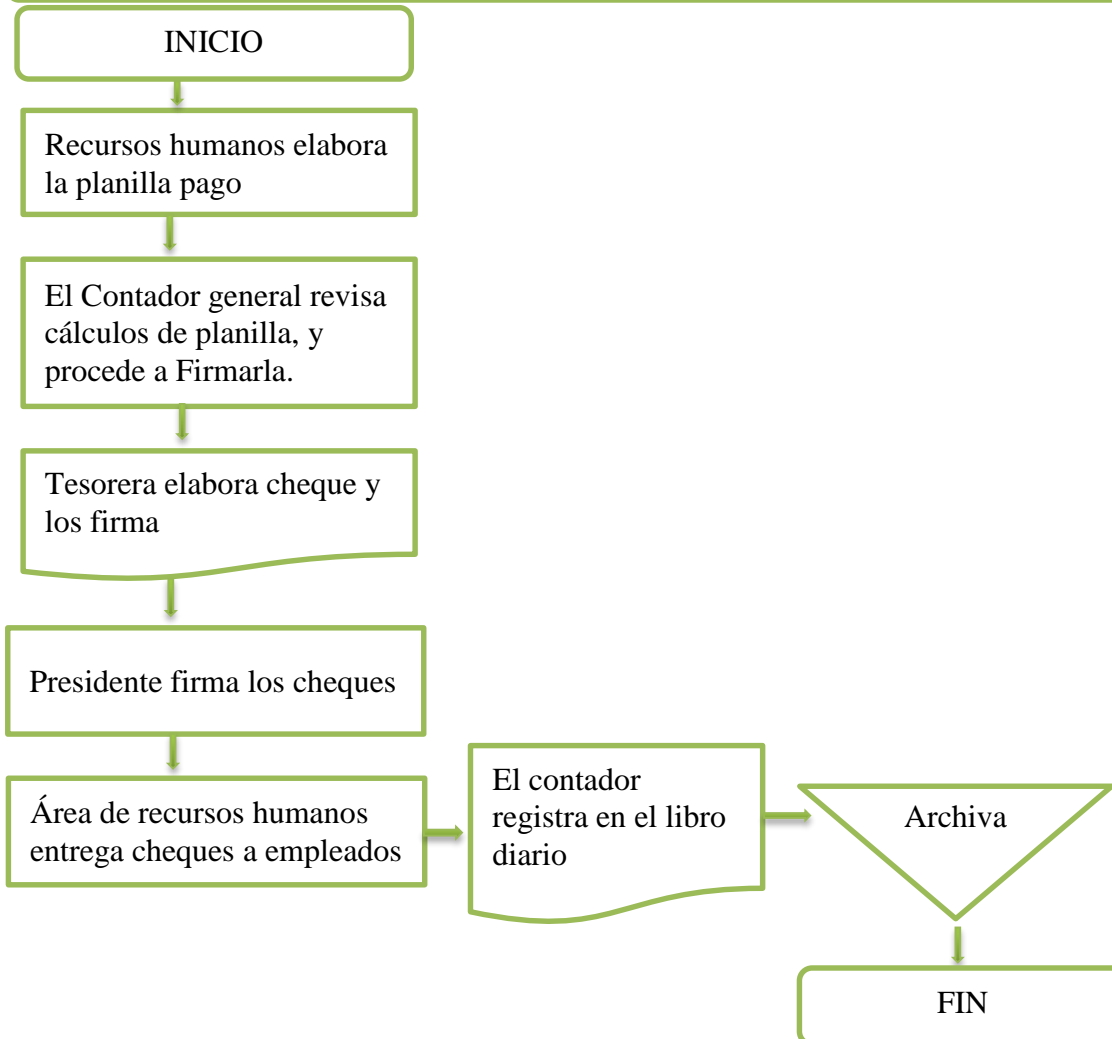 INICIO
Recursos humanos elabora
la planilla pago
El Contador general revisa
cálculos de planilla, y
procede a Firmarla.
Tesorera elabora cheque y
los firma
Presidente firma los cheques
Área de recursos humanos
entrega cheques a empleados
El contador
registra en el libro
diario
Archiva
FIN